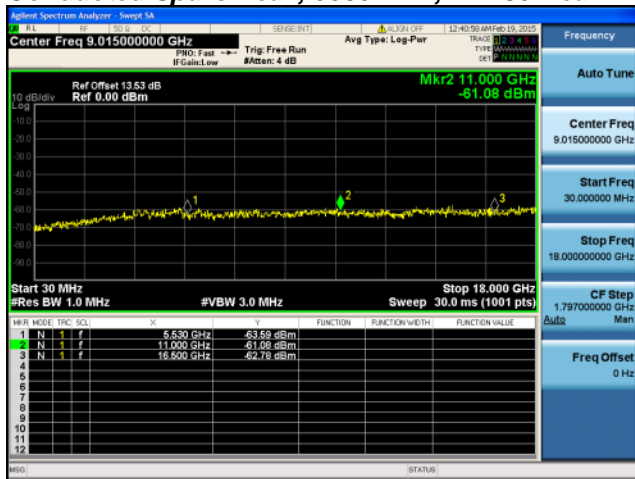 Agilent Spectrum Analyzer - Swept SA
RL RF 50 Ω DC SENSE:INT ALIGN OFF 12:40:58 AM Feb 19, 2015
Center Freq 9.015000000 GHz
PNO: Fast
IFGain:Low
Trig: Free Run
#Atten: 4 dB
Avg Type: Log-Pwr
TRACE 1 2 3 4 5 6
TYPE
DET P N N N N N
Ref Offset 13.53 dB
Ref 0.00 dBm
10 dB/div
Log
Mkr2 11.000 GHz
-61.08 dBm
-10.0
-20.0
-30.0
-40.0
-50.0
-60.0
-70.0
-80.0
-90.0
1
2
3
Start 30 MHz
Stop 18.000 GHz
#Res BW 1.0 MHz #VBW 3.0 MHz Sweep 30.0 ms (1001 pts)
MKR MODE TRC SCL X Y FUNCTION FUNCTION WIDTH FUNCTION VALUE
1 N 1 f 5.530 GHz -63.59 dBm
2 N 1 f 11.000 GHz -61.08 dBm
3 N 1 f 16.500 GHz -62.78 dBm
4
5
6
7
8
9
10
11
12
MSG STATUS
Frequency
Auto Tune
Center Freq
9.015000000 GHz
Start Freq
30.000000 MHz
Stop Freq
18.000000000 GHz
CF Step
1.797000000 GHz
Auto Man
Freq Offset
0 Hz